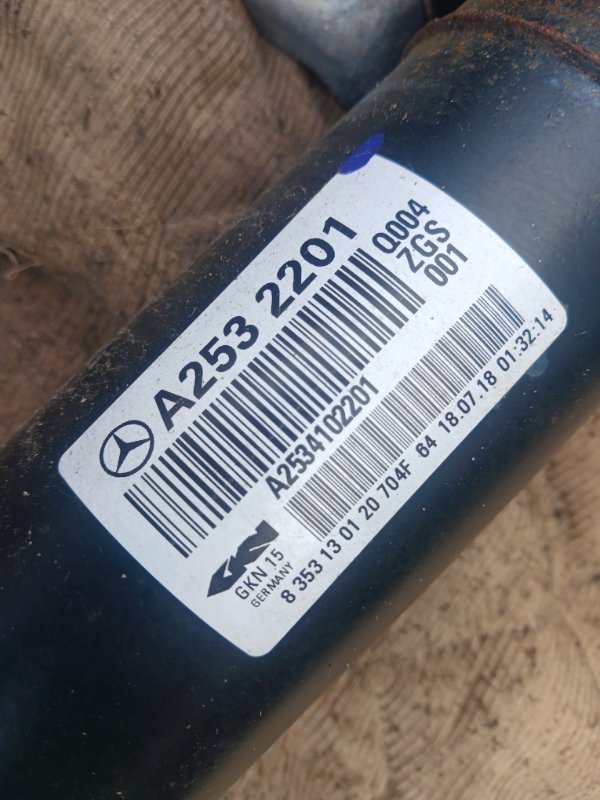 A253 2201
Q004
ZGS
001
A2534102201
GKN
GKN 15
GERMANY
8 353 13 01 20 704F 64 18.07.18 01:32:14